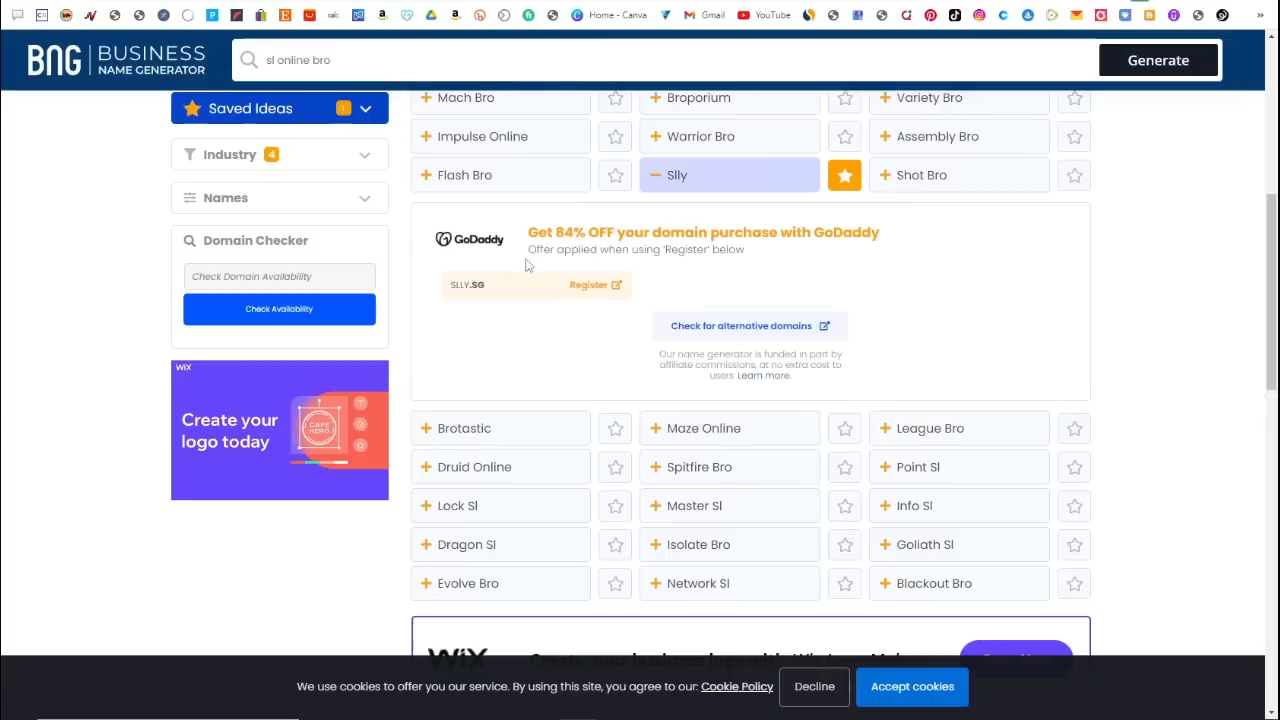 calc.
Home - Canva
Gmail
YouTube
»
BNG | BUSINESS
NAME GENERATOR
sl online bro
Generate
Saved Ideas 1
Industry 4
Names
Domain Checker
Check Domain Availability
Check Availability
WIX
Create your
logo today
CAFE
HERO
Mach Bro
Broporium
Variety Bro
Impulse Online
Warrior Bro
Assembly Bro
Flash Bro
Slly
Shot Bro
GoDaddy
Get 84% OFF your domain purchase with GoDaddy
Offer applied when using 'Register' below
SLLY.SG
Register
Check for alternative domains
Our name generator is funded in part by
affiliate commissions, at no extra cost to
users Learn more.
Brotastic
Maze Online
League Bro
Druid Online
Spitfire Bro
Point Sl
Lock Sl
Master Sl
Info Sl
Dragon Sl
Isolate Bro
Goliath Sl
Evolve Bro
Network Sl
Blackout Bro
WiX
We use cookies to offer you our service. By using this site, you agree to our: Cookie Policy
Decline
Accept cookies